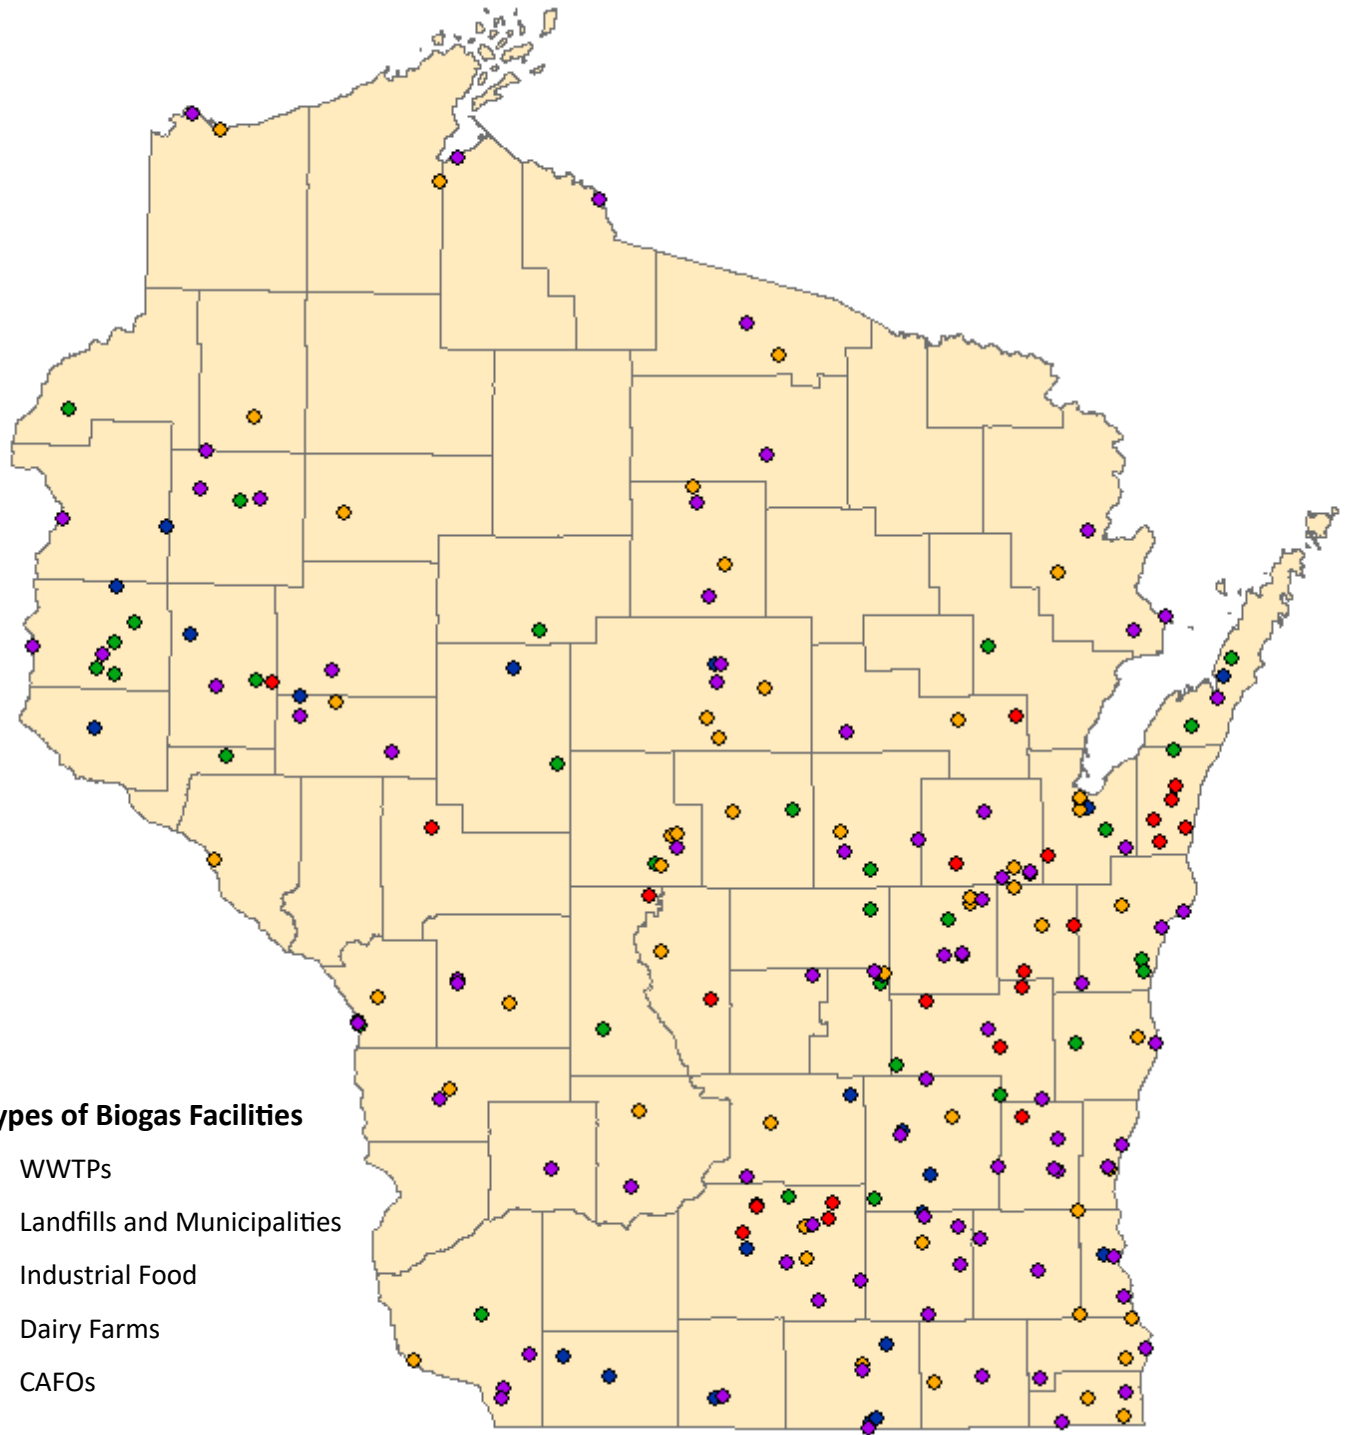 ypes of Biogas Facilities
WWTPs
Landfills and Municipalities
Industrial Food
Dairy Farms
CAFOs